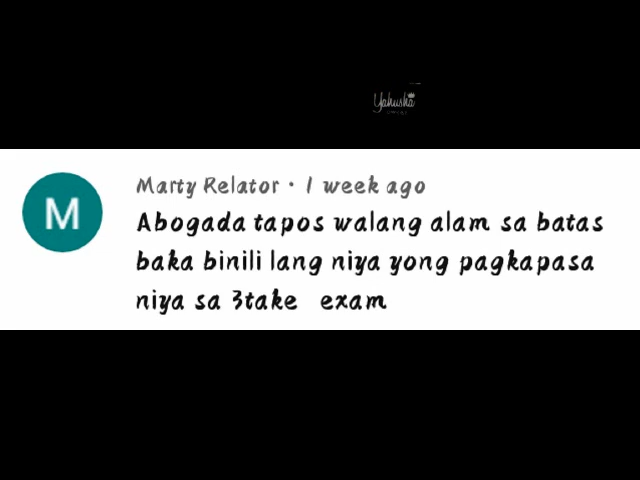 Yahusha
Marty Relator • 1 week ago
M
Abogada tapos walang alam sa batas
baka binili lang niya yong pagkapasa
niya sa 3take exam